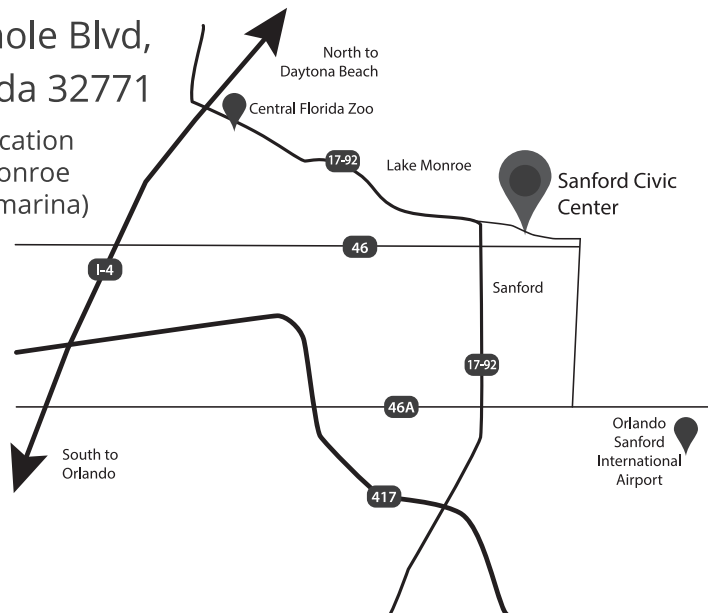 nole Blvd,
da 32771
cation
onroe
marina)
North to
Daytona Beach
Central Florida Zoo
17-92
Lake Monroe
Sanford Civic
Center
46
I-4
Sanford
17-92
46A
Orlando
Sanford
International
Airport
South to
Orlando
417